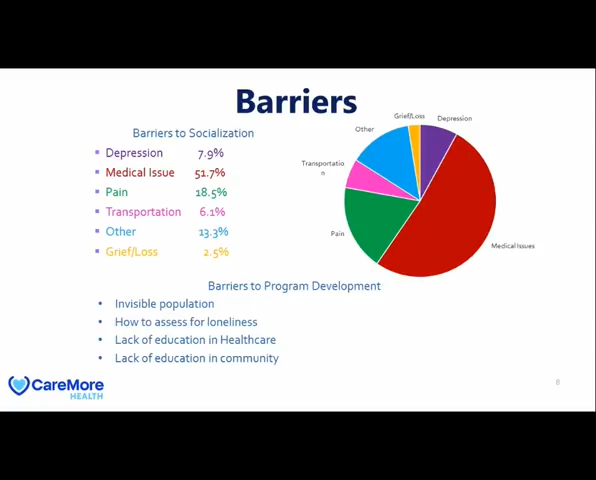 Barriers
Barriers to Socialization
Depression 7.9%
Medical Issue 51.7%
Pain 18.5%
Transportation 6.1%
Other 13.3%
Grief/Loss 2.5%
Grief/Loss
Depression
Other
Transportatio
n
Pain
Medical Issues
Barriers to Program Development
Invisible population
How to assess for loneliness
Lack of education in Healthcare
Lack of education in community
CareMore
HEALTH
6